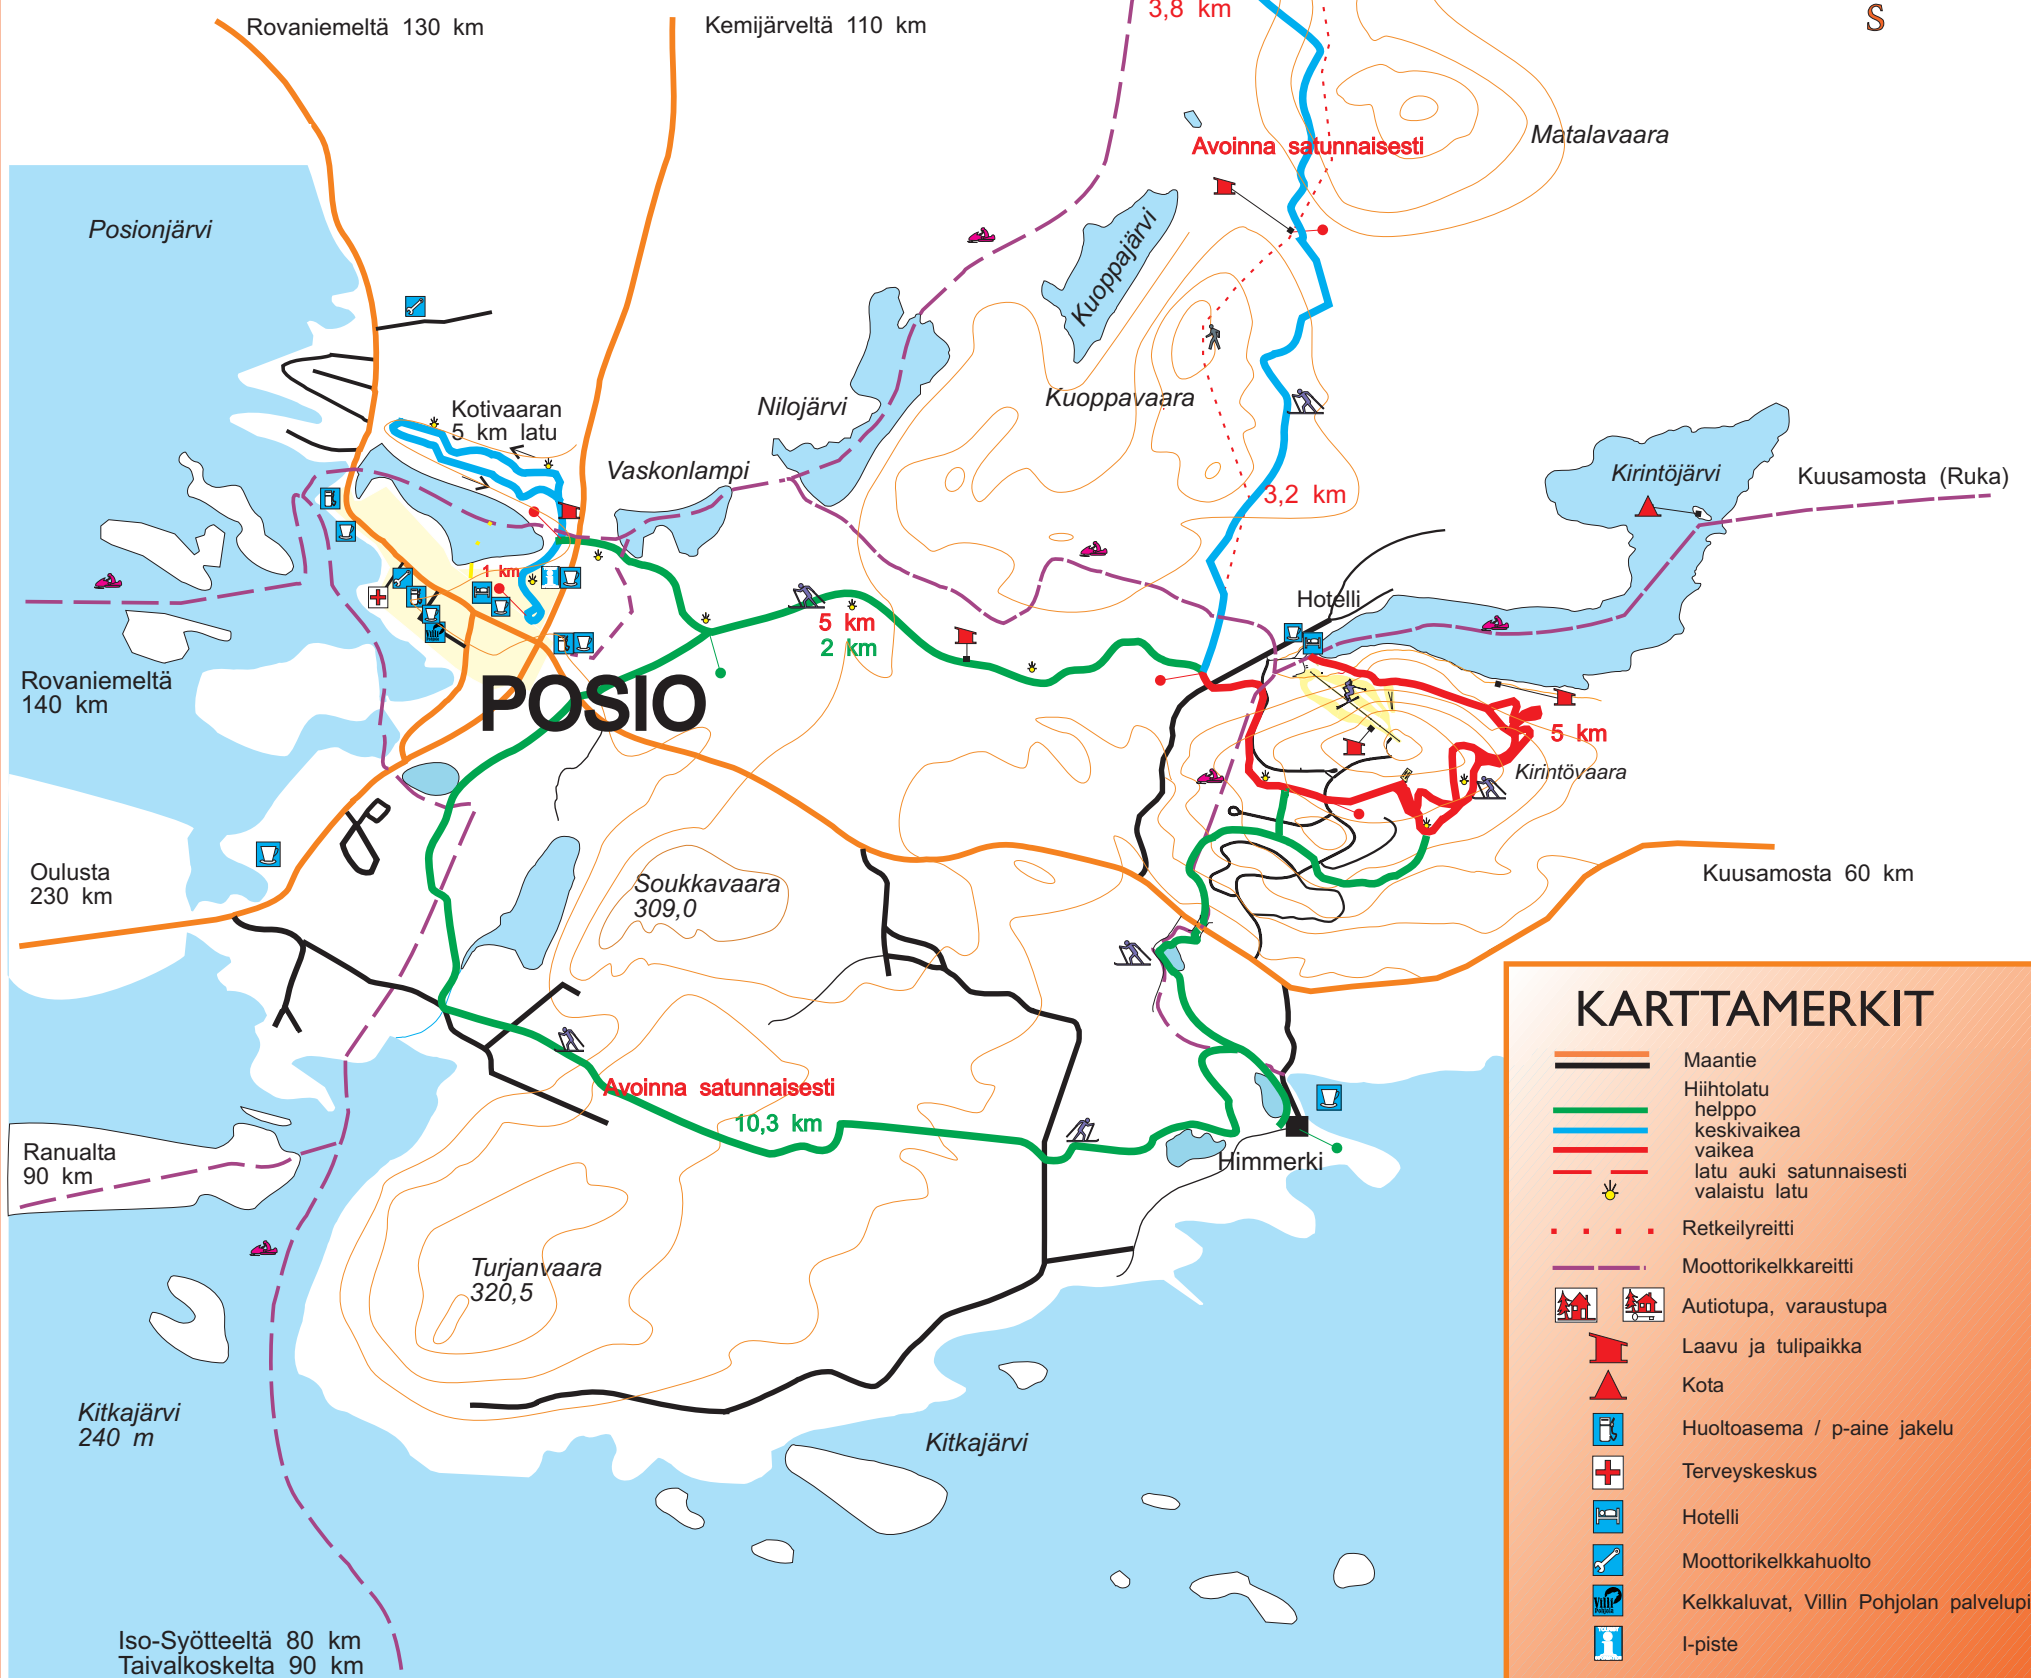 3,8 km
S
Rovaniemeltä 130 km
Kemijärveltä 110 km
Matalavaara
Avoinna satunnaisesti
Posionjärvi
Kuoppajärvi
Kotivaaran
5 km latu
Nilojärvi
Kuoppavaara
Vaskonlampi
3,2 km
Kirintöjärvi
Kuusamosta (Ruka)
1 km
Hotelli
5 km
2 km
Rovaniemeltä
140 km
POSIO
5 km
Kirintövaara
Oulusta
230 km
Soukkavaara
309,0
Kuusamosta 60 km
Avoinna satunnaisesti
10,3 km
Ranualta
90 km
Himmerki
Turjanvaara
320,5
Kitkajärvi
240 m
Kitkajärvi
Iso-Syötteeltä 80 km
Taivalkoskelta 90 km
KARTTAMERKIT
Maantie
Hiihtolatu
helppo
keskivaikea
vaikea
latu auki satunnaisesti
valaistu latu
Retkeilyreitti
Moottorikelkkareitti
Autiotupa, varaustupa
Laavu ja tulipaikka
Kota
Huoltoasema / p-aine jakelu
Terveyskeskus
Hotelli
Moottorikelkkahuolto
Kelkkaluvat, Villin Pohjolan palvelupi
I-piste